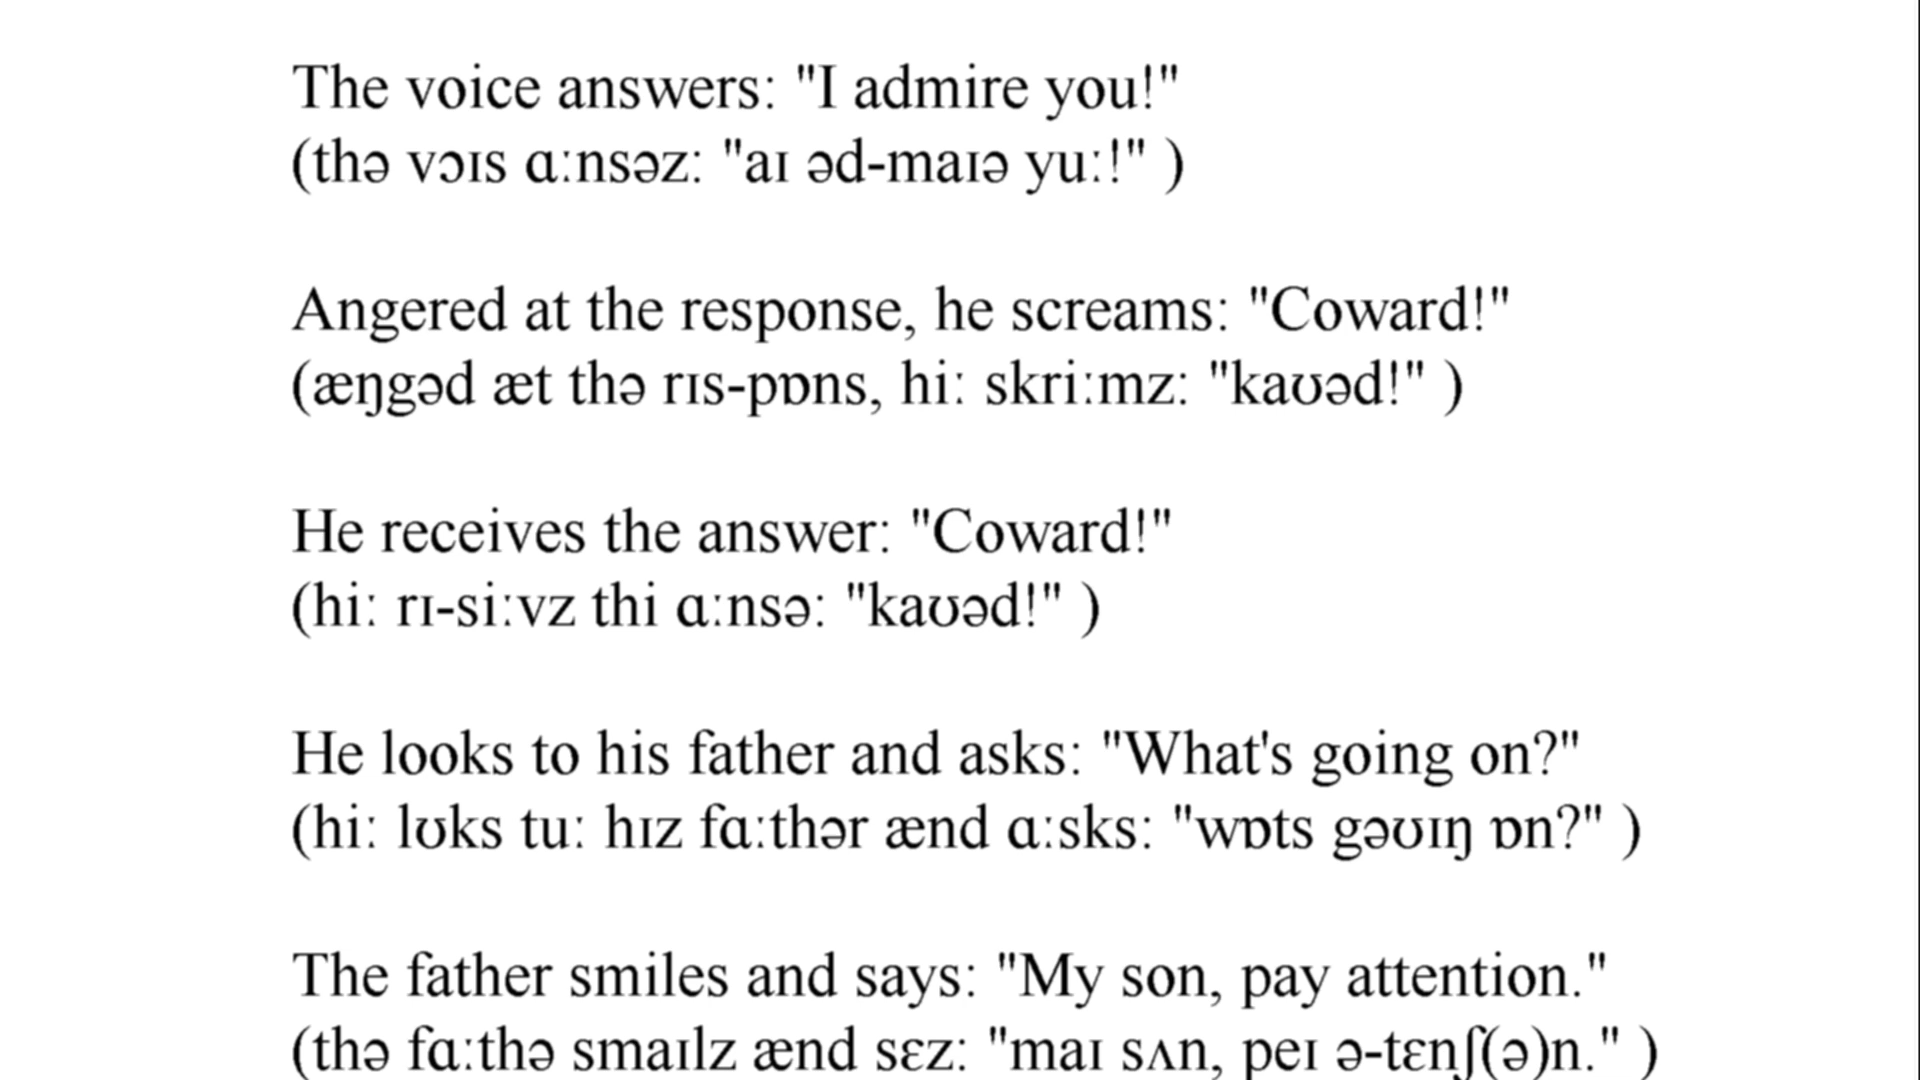 The voice answers: "I admire you!"
(thə vɔɪs ɑːnsəz: "aɪ əd-maɪə yuː!" )
Angered at the response, he screams: "Coward!"
(æŋgəd æt thə rɪs-pɒns, hiː skriːmz: "kaʊəd!" )
He receives the answer: "Coward!"
(hiː rɪ-siːvz thi ɑːnsə: "kaʊəd!" )
He looks to his father and asks: "What's going on?"
(hiː lʊks tuː hɪz fɑːthər ænd ɑːsks: "wɒts gəʊɪŋ ɒn?" )
The father smiles and says: "My son, pay attention."
(thə fɑːthə smaɪlz ænd sɛz: "maɪ sʌn, peɪ ə-tɛnʃ(ə)n." )